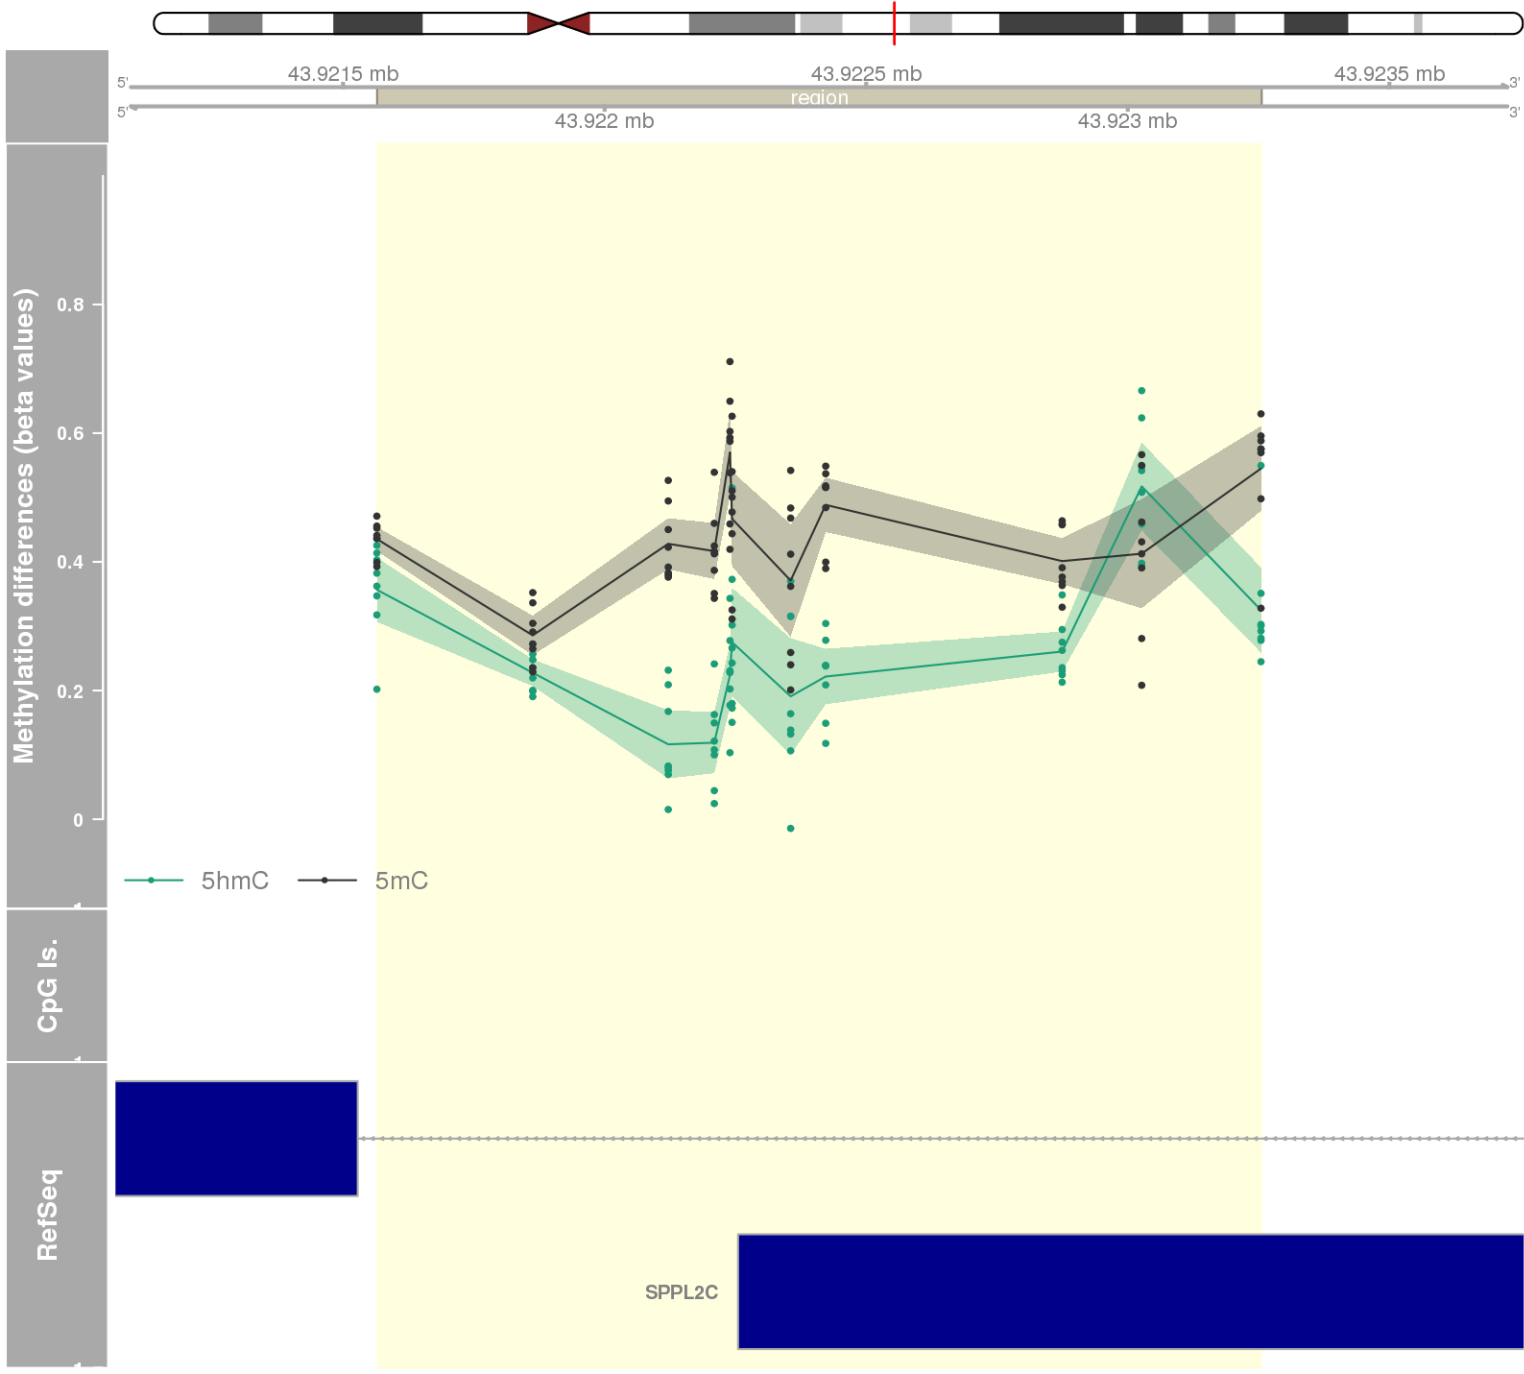 43.9215 mb 43.9225 mb 43.9235 mb
5' 3'
region
5' 3'
43.922 mb 43.923 mb
Methylation differences (beta values)
0.8
0.6
0.4
0.2
0
5hmC 5mC
CpG Is.
RefSeq
SPPL2C